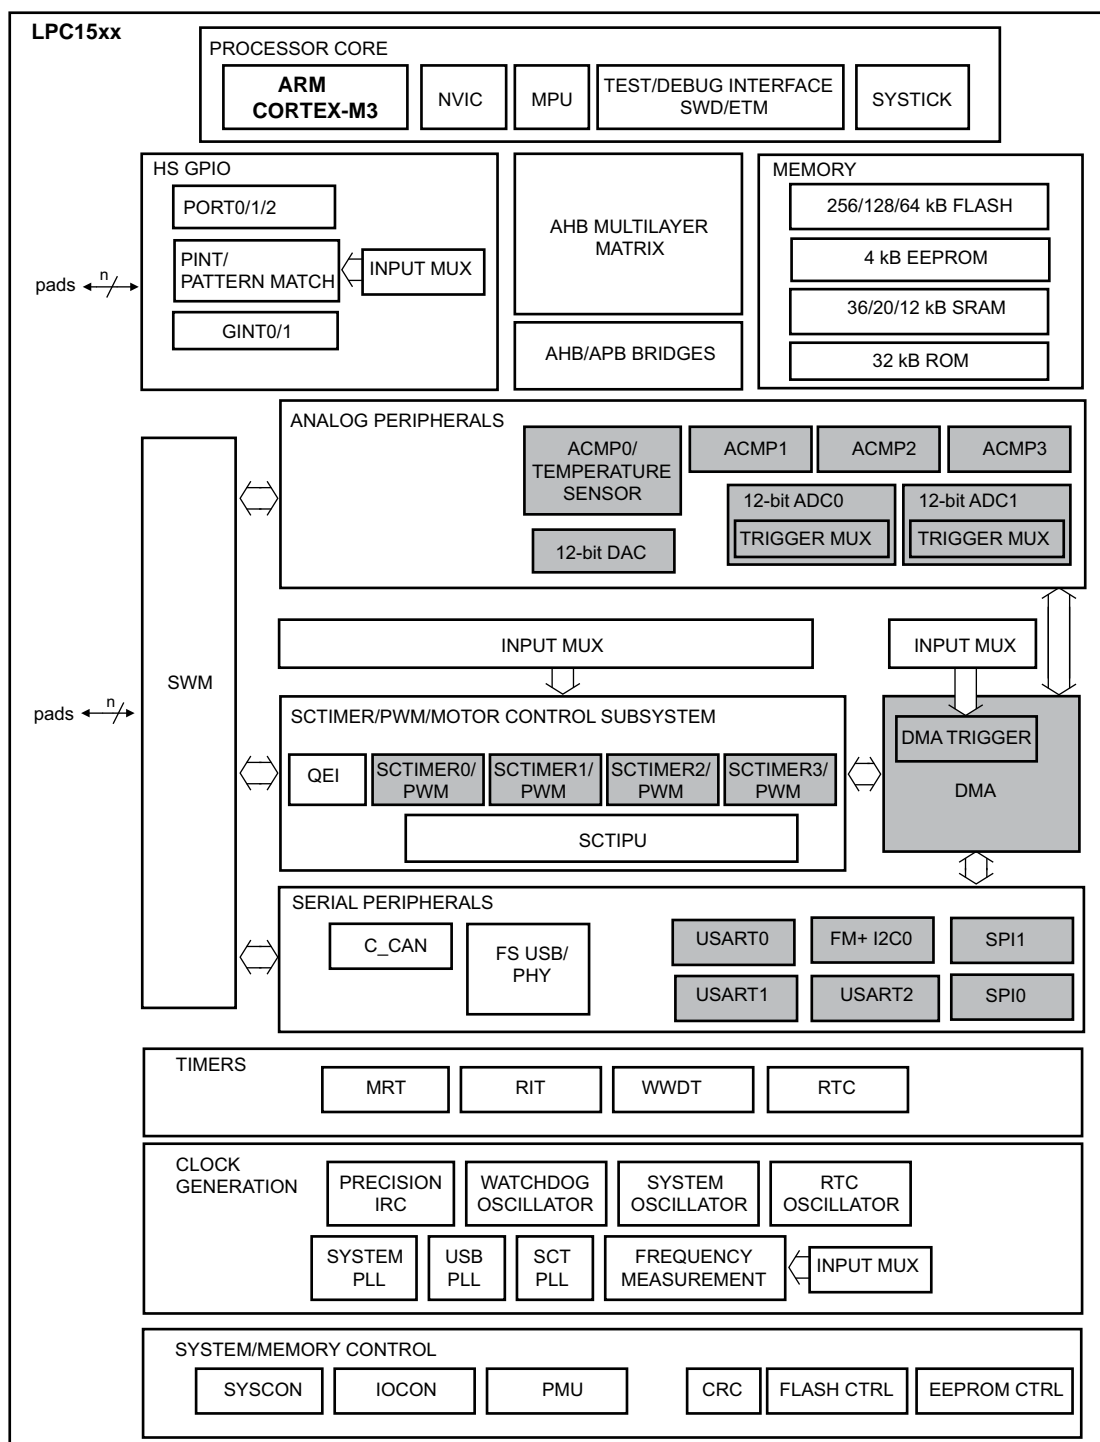 LPC15xx
PROCESSOR CORE
ARM
CORTEX-M3
NVIC
MPU
TEST/DEBUG INTERFACE
SWD/ETM
SYSTICK
HS GPIO
PORT0/1/2
PINT/
PATTERN MATCH
INPUT MUX
GINT0/1
pads
n
AHB MULTILAYER
MATRIX
AHB/APB BRIDGES
MEMORY
256/128/64 kB FLASH
4 kB EEPROM
36/20/12 kB SRAM
32 kB ROM
ANALOG PERIPHERALS
ACMP0/
TEMPERATURE
SENSOR
ACMP1
ACMP2
ACMP3
12-bit ADC0
TRIGGER MUX
12-bit ADC1
TRIGGER MUX
12-bit DAC
SWM
pads
n
INPUT MUX
INPUT MUX
SCTIMER/PWM/MOTOR CONTROL SUBSYSTEM
QEI
SCTIMER0/
PWM
SCTIMER1/
PWM
SCTIMER2/
PWM
SCTIMER3/
PWM
SCTIPU
DMA TRIGGER
DMA
SERIAL PERIPHERALS
C_CAN
FS USB/
PHY
USART0
FM+ I2C0
SPI1
USART1
USART2
SPI0
TIMERS
MRT
RIT
WWDT
RTC
CLOCK
GENERATION
PRECISION
IRC
WATCHDOG
OSCILLATOR
SYSTEM
OSCILLATOR
RTC
OSCILLATOR
SYSTEM
PLL
USB
PLL
SCT
PLL
FREQUENCY
MEASUREMENT
INPUT MUX
SYSTEM/MEMORY CONTROL
SYSCON
IOCON
PMU
CRC
FLASH CTRL
EEPROM CTRL